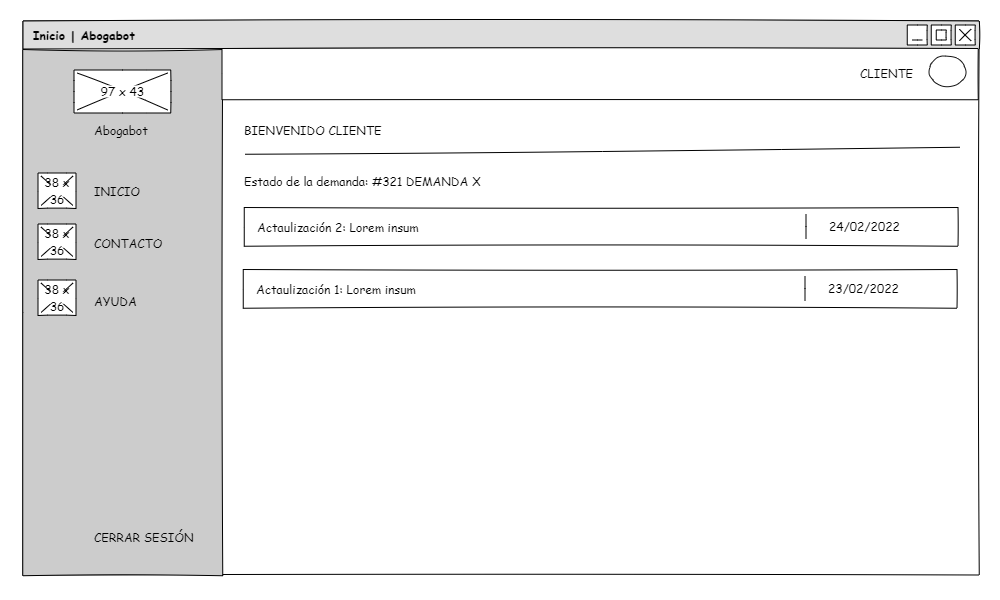 Inicio | Abogabot
97 x 43
Abogabot
CLIENTE
BIENVENIDO CLIENTE
38 x
36
INICIO
38 x
36
CONTACTO
38 x
36
AYUDA
CERRAR SESIÓN
Estado de la demanda: #321 DEMANDA X
Actaulización 2: Lorem insum
24/02/2022
Actaulización 1: Lorem insum
23/02/2022